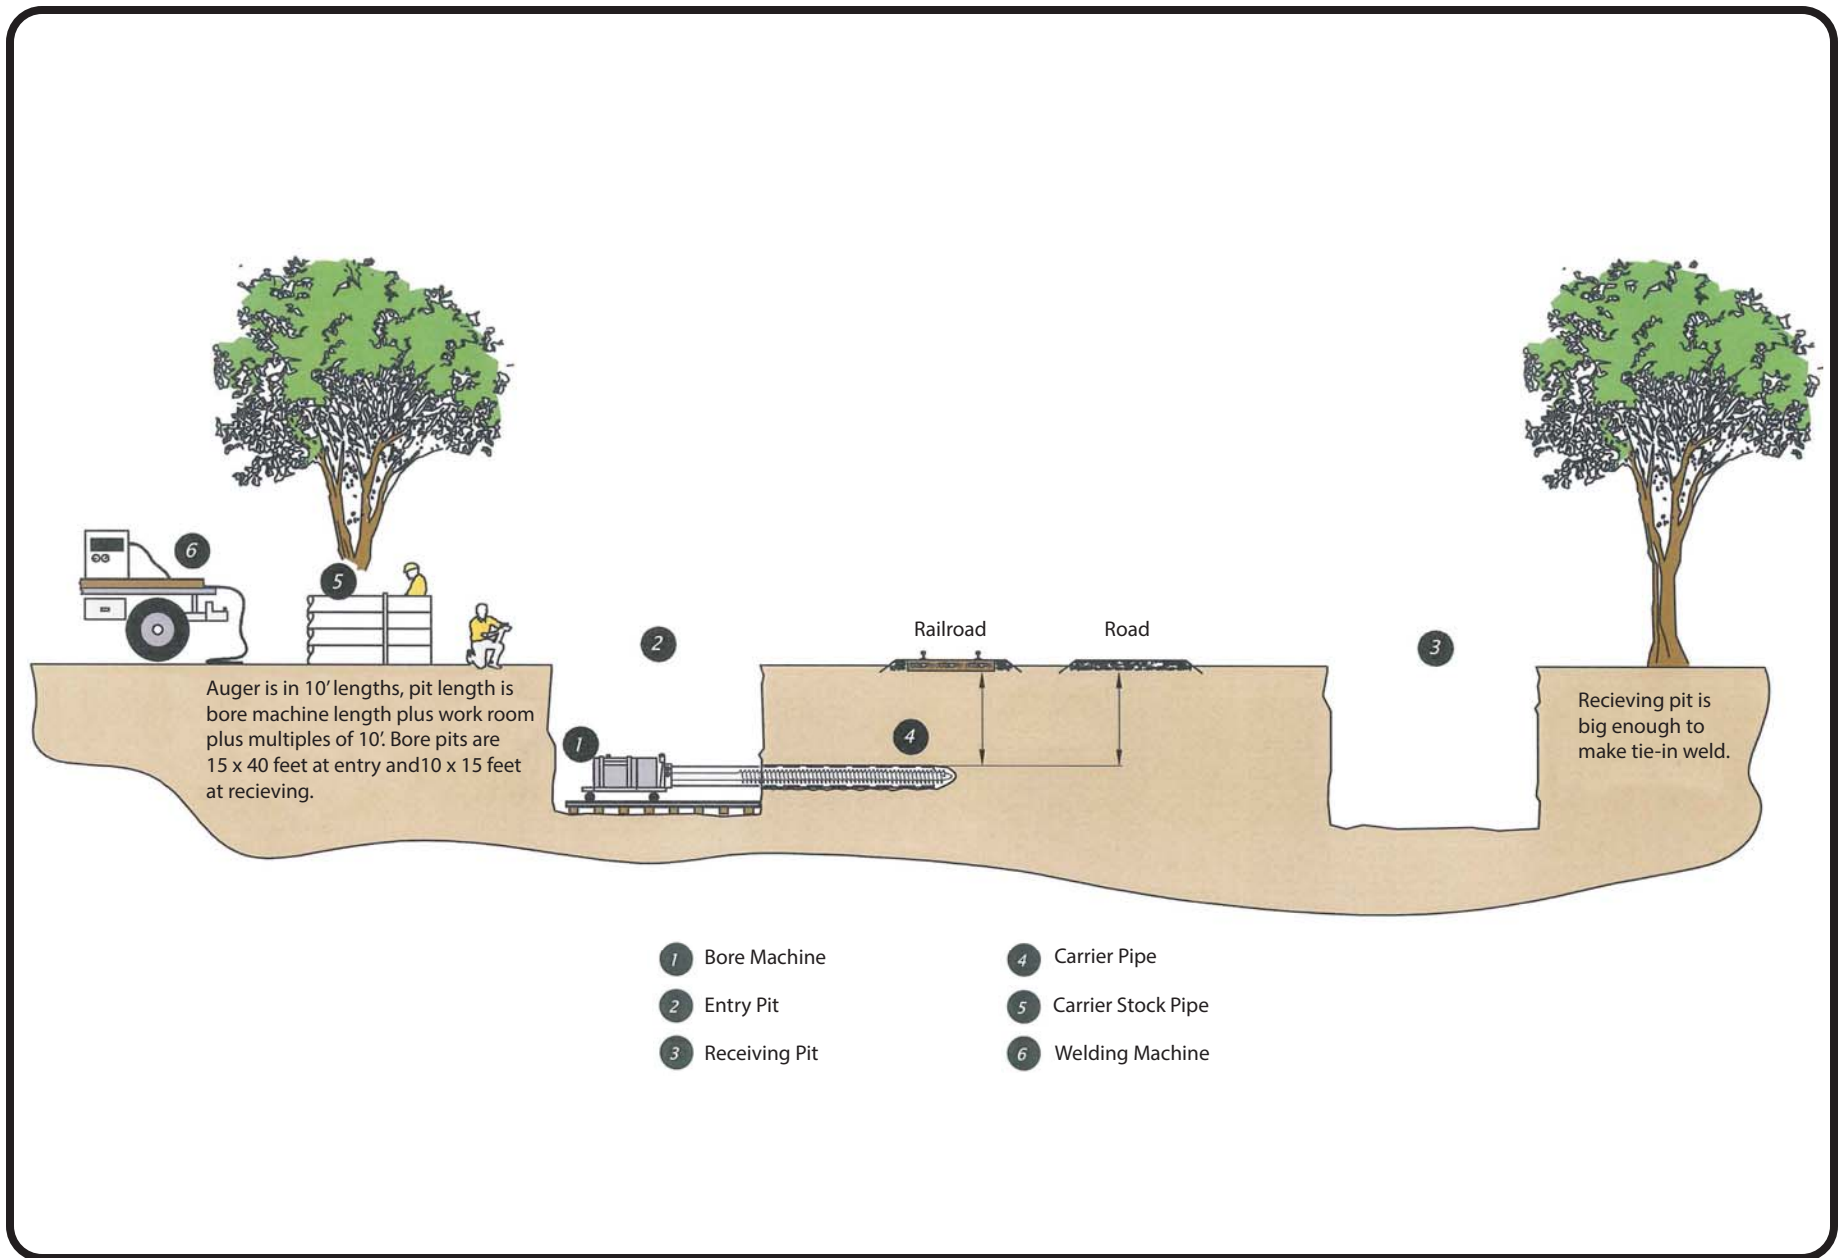 6
5
2
Railroad
Road
3
Auger is in 10' lengths, pit length is
bore machine length plus work room
plus multiples of 10'. Bore pits are
15 x 40 feet at entry and10 x 15 feet
at recieving.
1
4
Recieving pit is
big enough to
make tie-in weld.
1 Bore Machine
2 Entry Pit
3 Receiving Pit
4 Carrier Pipe
5 Carrier Stock Pipe
6 Welding Machine